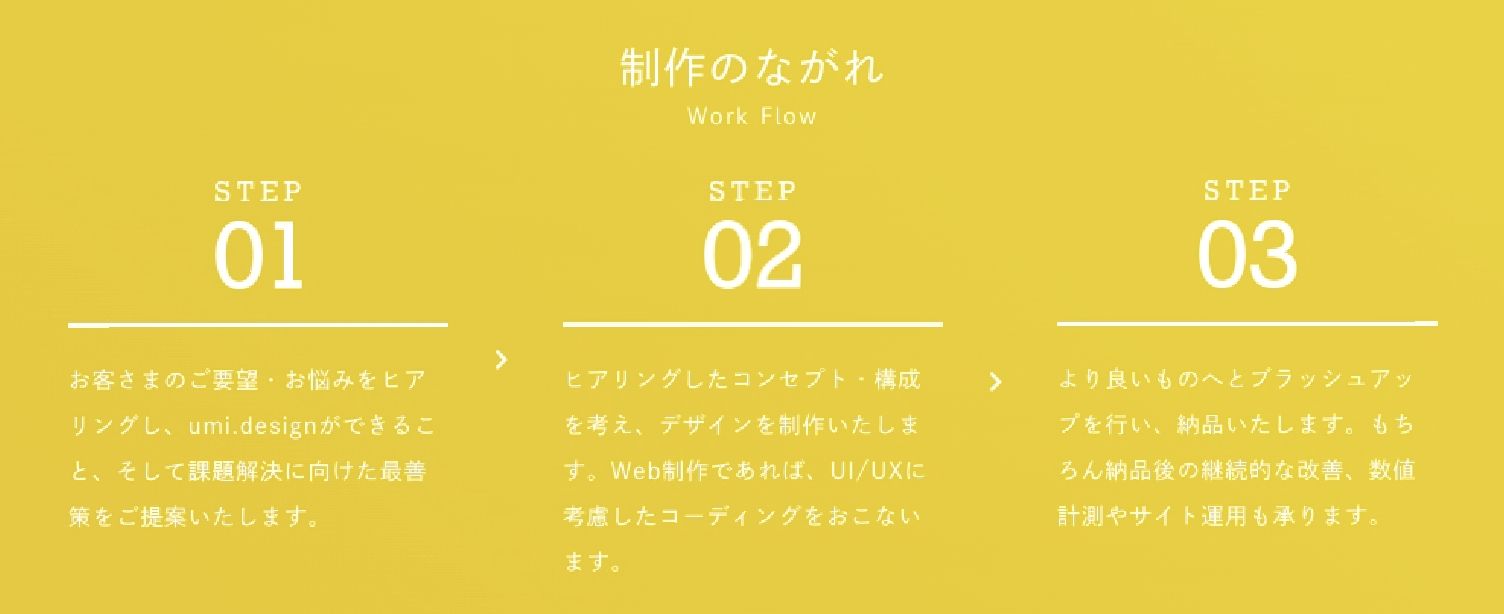 制作のながれ
Work Flow
STEP
01
お客さまのご要望・お悩みをヒア
リングし、umi.designができるこ
と、そして課題解決に向けた最善
策をご提案いたします。
STEP
02
ヒアリングしたコンセプト・構成
を考え、デザインを制作いたしま
す。Web制作であれば、UI/UXに
考慮したコーディングをおこない
ます。
STEP
03
より良いものへとブラッシュアッ
プを行い、納品いたします。もち
ろん納品後の継続的な改善、数値
計測やサイト運用も承ります。